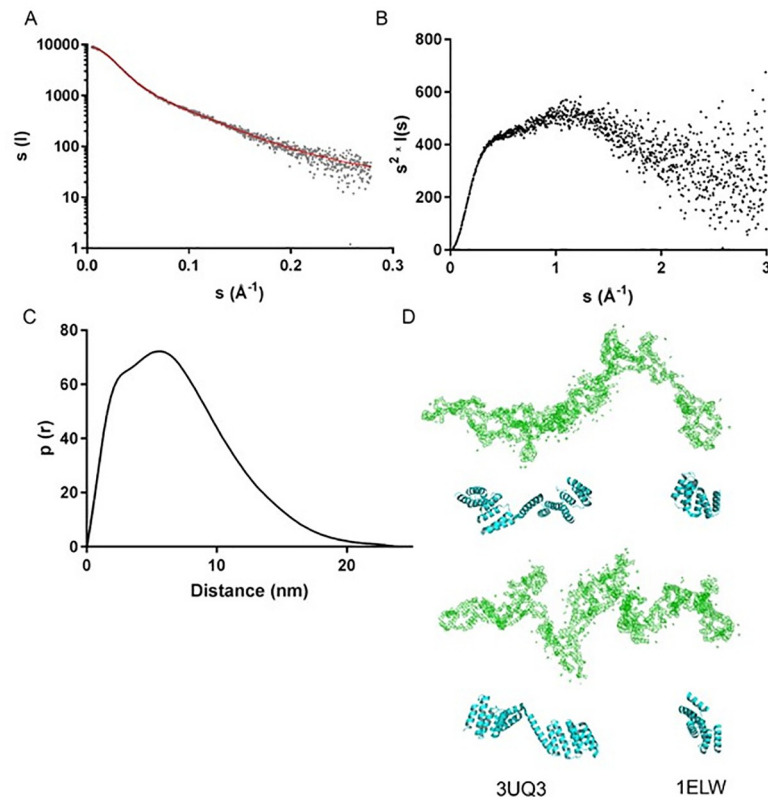 A
10000
1000
100
10
1
s (I)
0.0
0.1
0.2
0.3
s (Å⁻¹)
B
800
600
400
200
0
s² ˣ I(s)
0
1
2
3
s (Å⁻¹)
C
80
60
40
20
0
p (r)
0
10
20
Distance (nm)
D
3UQ3
1ELW